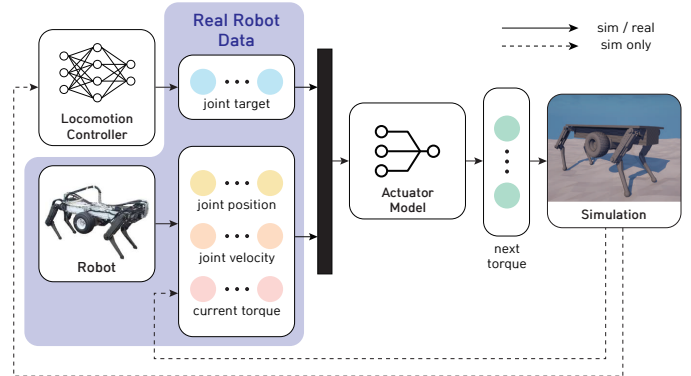 Real Robot
Data
sim / real
sim only
Locomotion
Controller
joint target
joint position
joint velocity
current torque
Robot
Actuator
Model
next
torque
Simulation